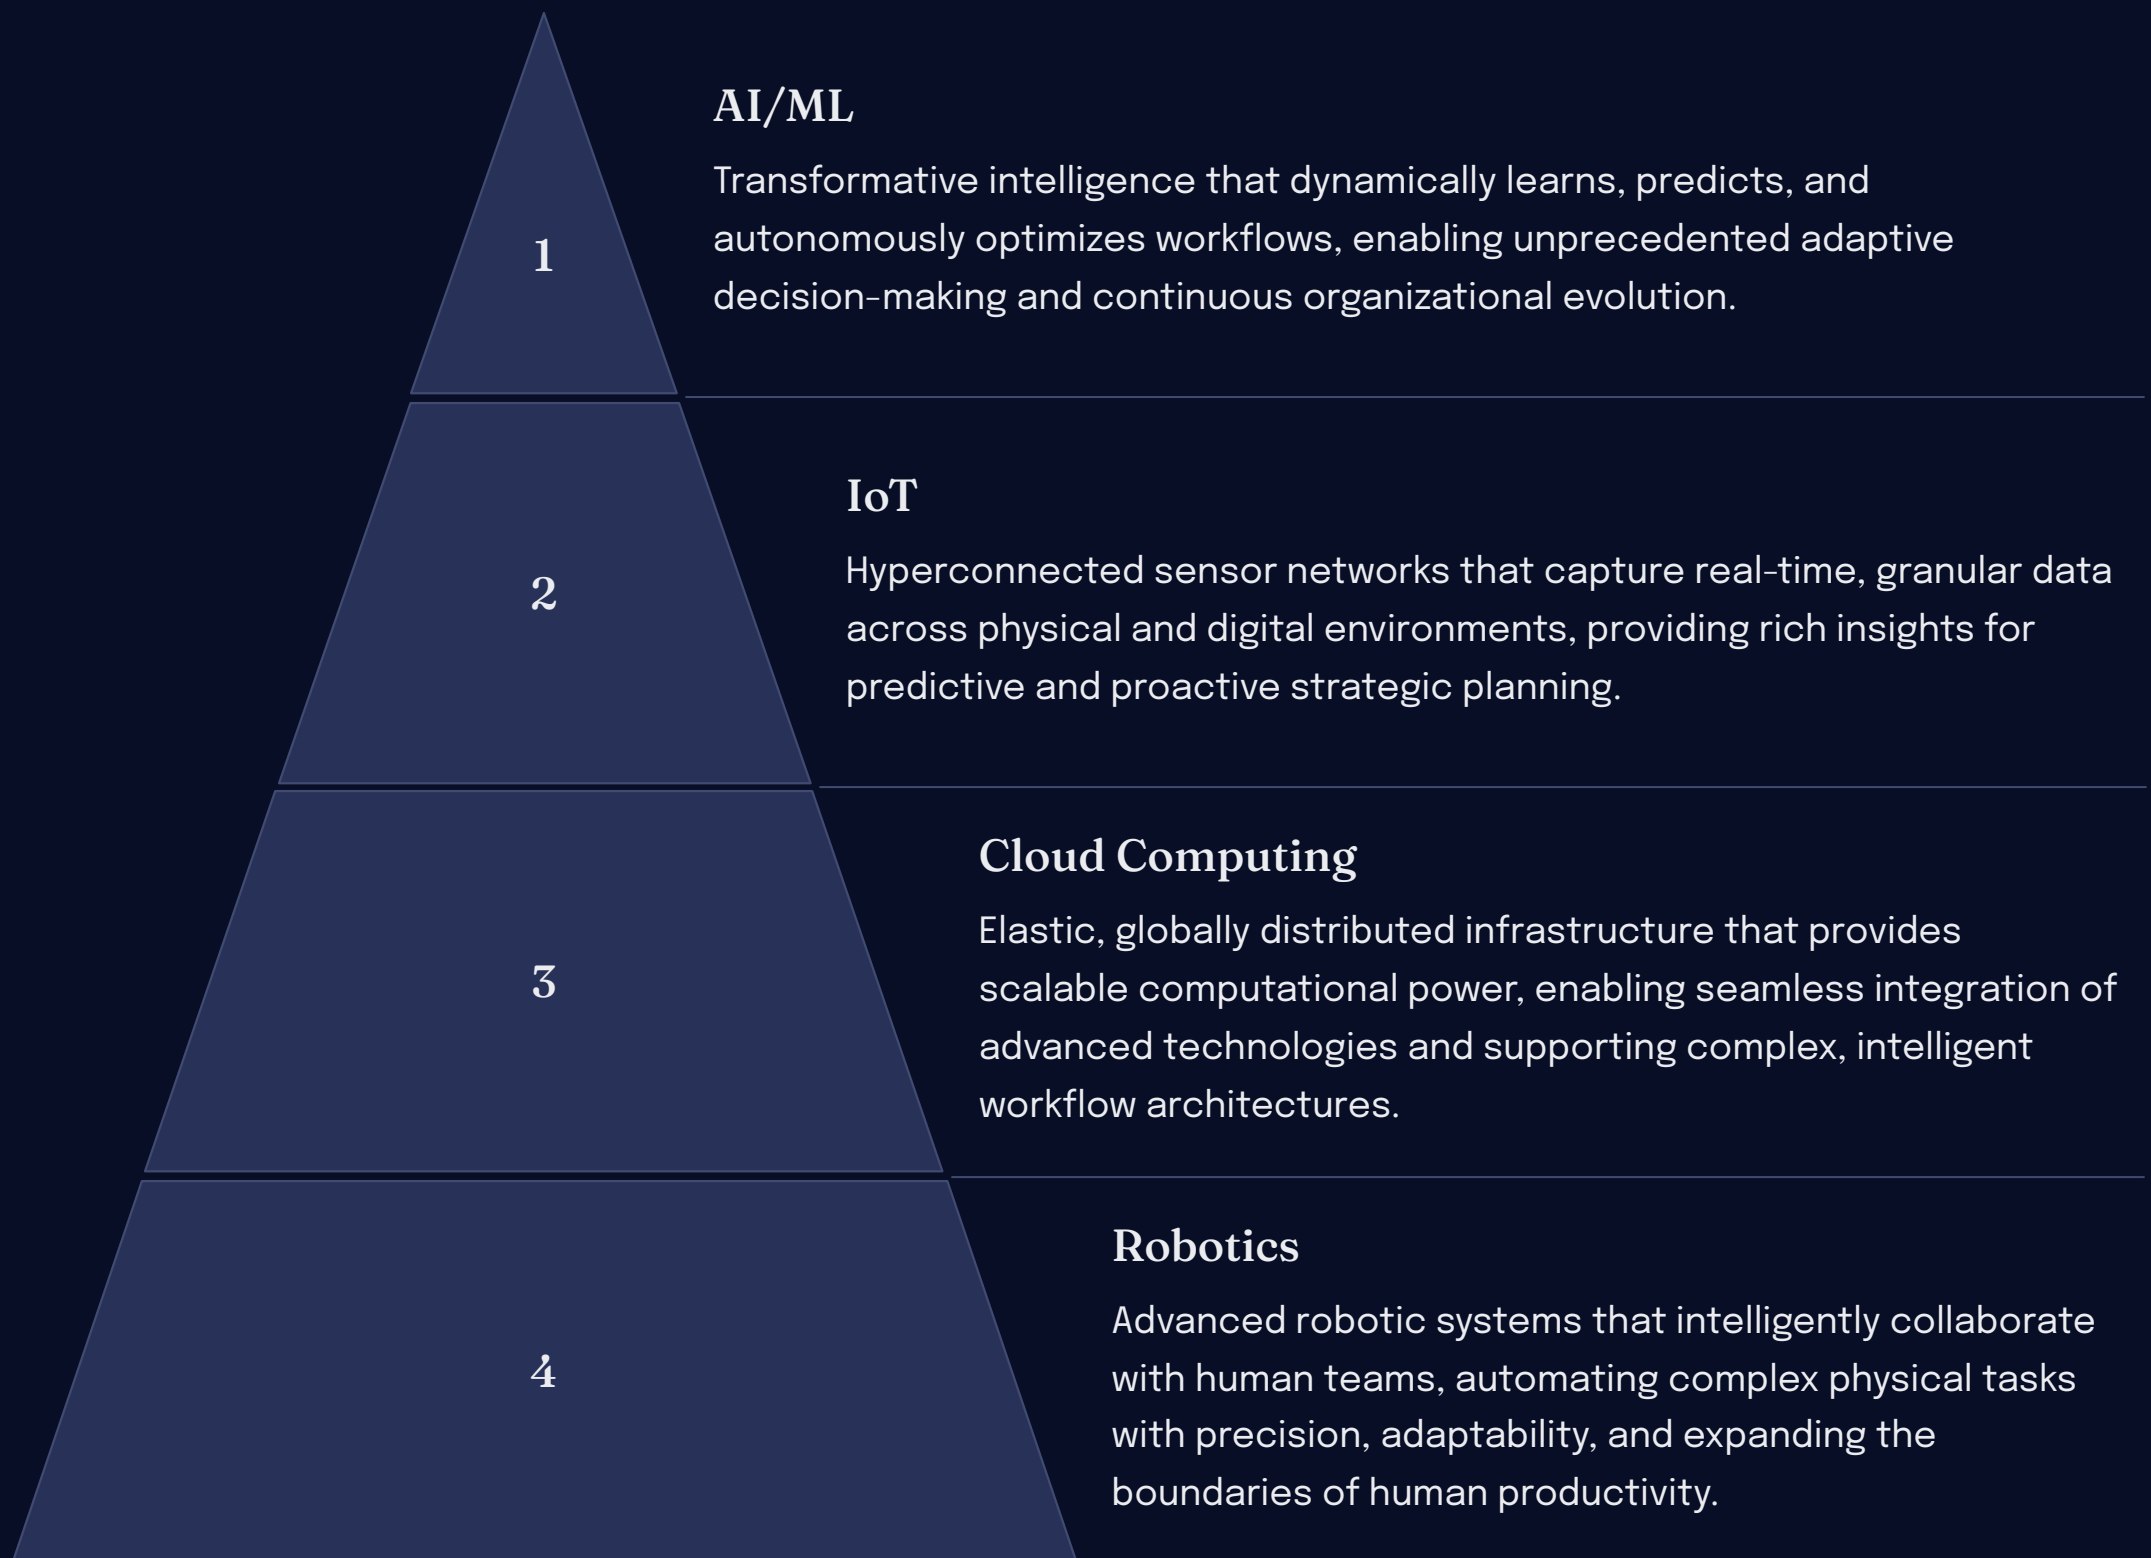 1
AI/ML
Transformative intelligence that dynamically learns, predicts, and
autonomously optimizes workflows, enabling unprecedented adaptive
decision-making and continuous organizational evolution.
2
IoT
Hyperconnected sensor networks that capture real-time, granular data
across physical and digital environments, providing rich insights for
predictive and proactive strategic planning.
3
Cloud Computing
Elastic, globally distributed infrastructure that provides
scalable computational power, enabling seamless integration of
advanced technologies and supporting complex, intelligent
workflow architectures.
4
Robotics
Advanced robotic systems that intelligently collaborate
with human teams, automating complex physical tasks
with precision, adaptability, and expanding the
boundaries of human productivity.